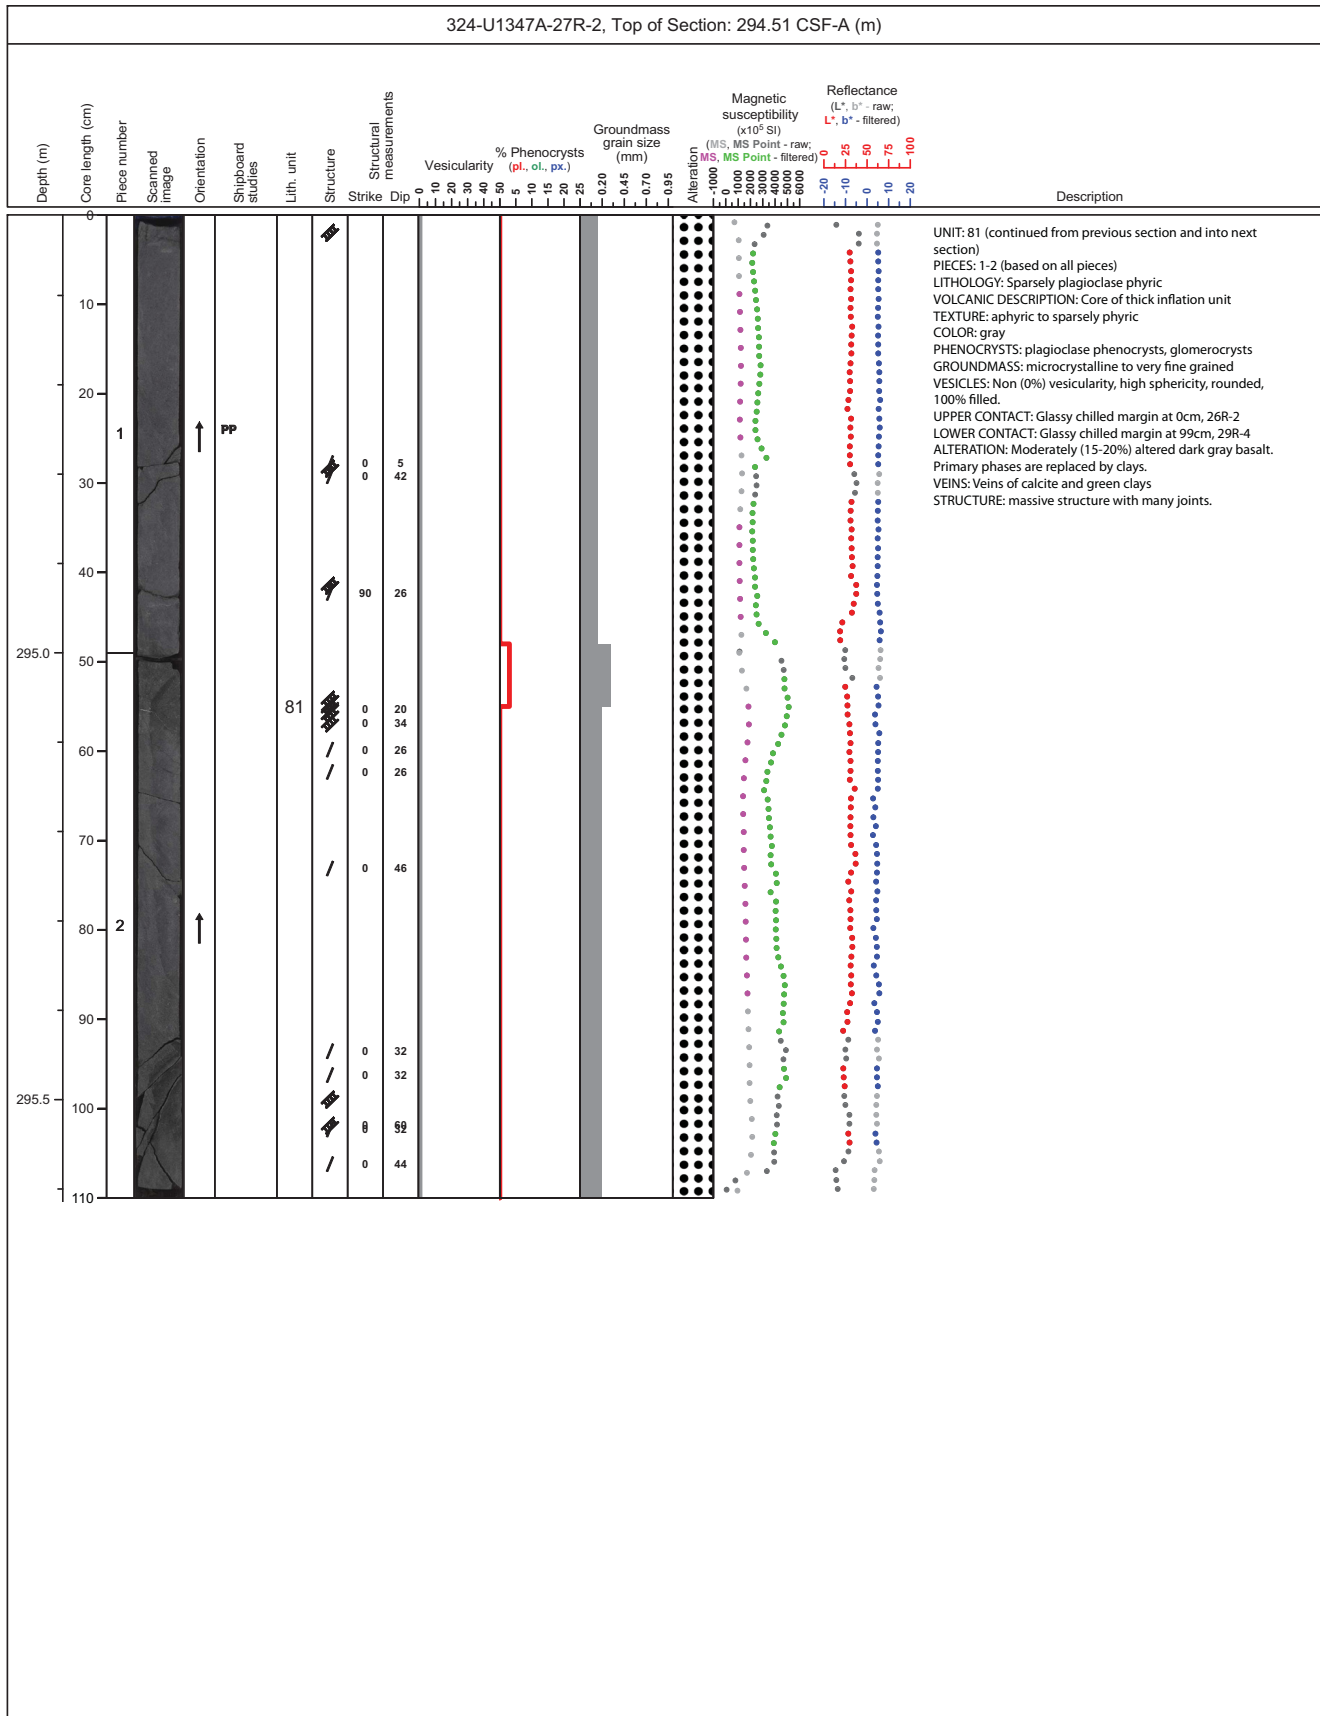 324-U1347A-27R-2, Top of Section: 294.51 CSF-A (m)
Depth (m)
Core length (cm)
Piece number
Scanned
image
Orientation
Shipboard
studies
Lith. unit
Structure
Structural
measurements
Strike Dip
Vesicularity
0 10 20 30 40 50
% Phenocrysts
(pl., ol., px.)
5 10 15 20 25
Groundmass
grain size
(mm)
0.20 0.45 0.70 0.95
Alteration
Magnetic
susceptibility
(x10⁵ SI)
(MS, MS Point - raw;
MS, MS Point - filtered)
-1000 0 1000 2000 3000 4000 5000 6000
Reflectance
(L*, b* - raw;
L*, b* - filtered)
0 25 50 75 100
-20 -10 0 10 20
Description
0
10
20
1 PP
0 5
30 0 42
40
90 26
295.0
50
81 0 20
0 34
60 0 26
0 26
70
0 46
2
80
90
0 32
0 32
295.5
100
0 60
0 32
0 44
110
UNIT: 81 (continued from previous section and into next
section)
PIECES: 1-2 (based on all pieces)
LITHOLOGY: Sparsely plagioclase phyric
VOLCANIC DESCRIPTION: Core of thick inflation unit
TEXTURE: aphyric to sparsely phyric
COLOR: gray
PHENOCRYSTS: plagioclase phenocrysts, glomerocrysts
GROUNDMASS: microcrystalline to very fine grained
VESICLES: Non (0%) vesicularity, high sphericity, rounded,
100% filled.
UPPER CONTACT: Glassy chilled margin at 0cm, 26R-2
LOWER CONTACT: Glassy chilled margin at 99cm, 29R-4
ALTERATION: Moderately (15-20%) altered dark gray basalt.
Primary phases are replaced by clays.
VEINS: Veins of calcite and green clays
STRUCTURE: massive structure with many joints.